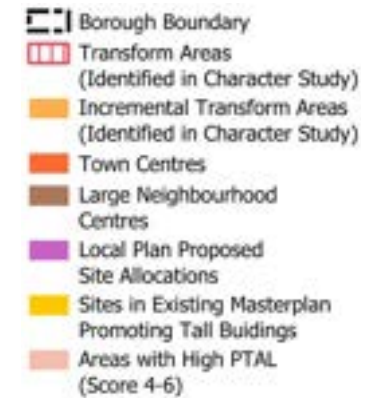 Borough Boundary
Transform Areas
(Identified in Character Study)
Incremental Transform Areas
(Identified in Character Study)
Town Centres
Large Neighbourhood
Centres
Local Plan Proposed
Site Allocations
Sites in Existing Masterplan
Promoting Tall Buidings
Areas with High PTAL
(Score 4-6)